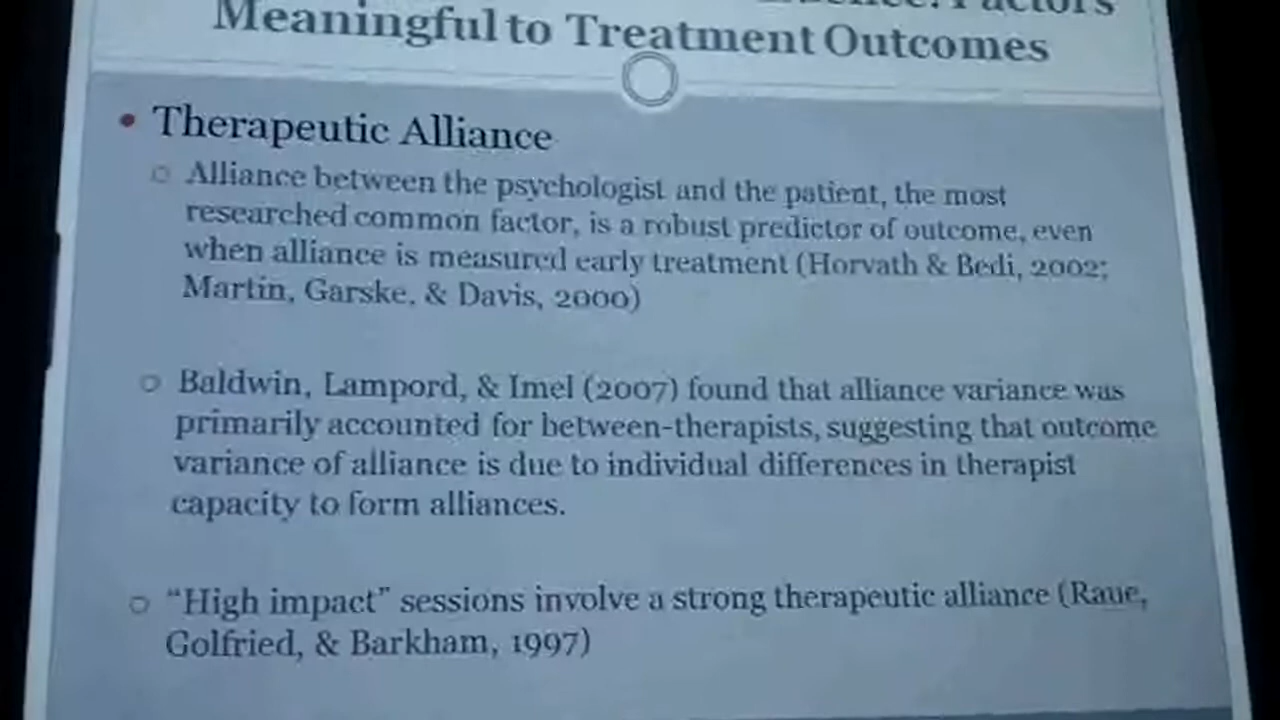 Factors
Meaningful to Treatment Outcomes
• Therapeutic Alliance
○ Alliance between the psychologist and the patient, the most
researched common factor, is a robust predictor of outcome, even
when alliance is measured early treatment (Horvath & Bedi, 2002;
Martin, Garske, & Davis, 2000)
○ Baldwin, Lampord, & Imel (2007) found that alliance variance was
primarily accounted for between-therapists, suggesting that outcome
variance of alliance is due to individual differences in therapist
capacity to form alliances.
○ “High impact” sessions involve a strong therapeutic alliance (Raue,
Golfried, & Barkham, 1997)